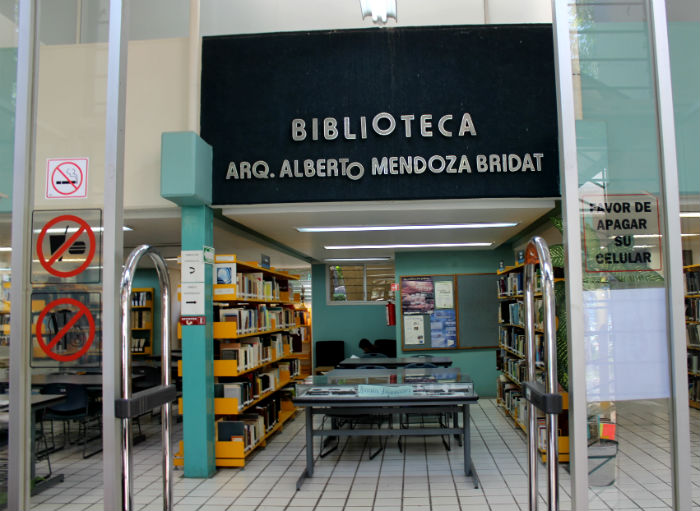 BIBLIOTECA
ARQ. ALBERTO MENDOZA BRIDAT
FAVOR DE
APAGAR
SU
CELULAR